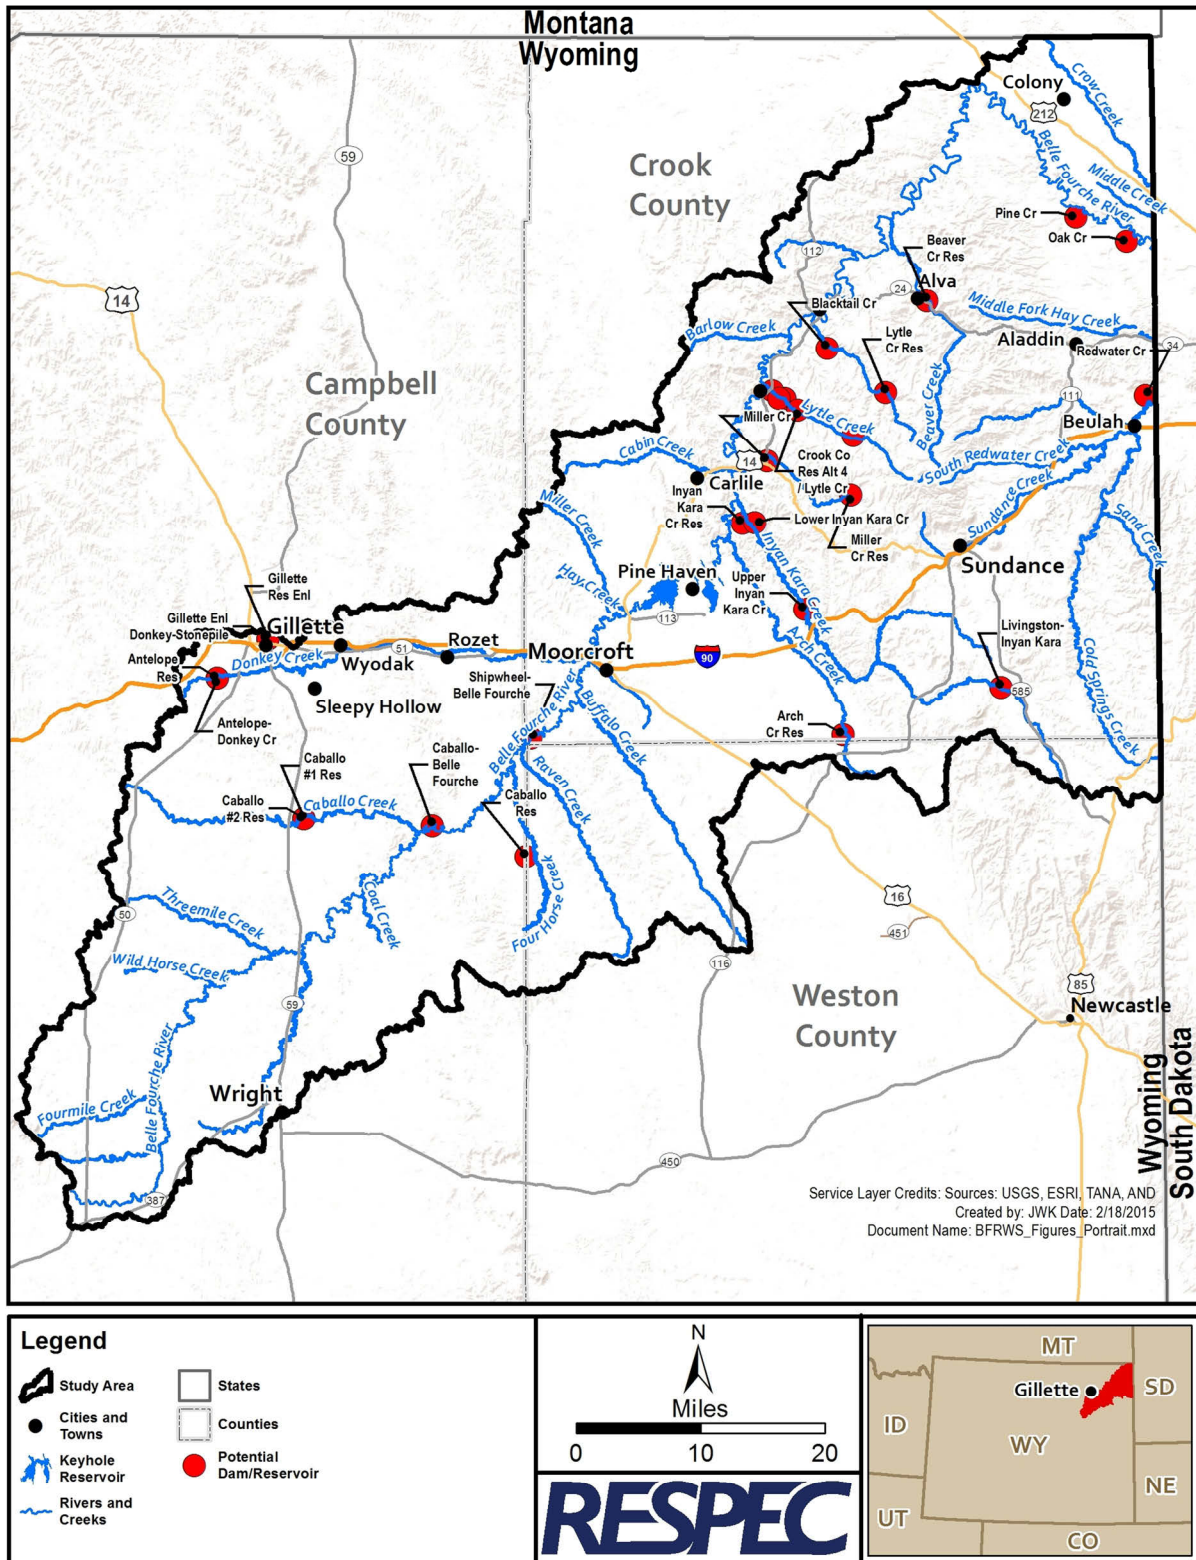 Montana
Wyoming
Colony
Crow Creek
212
59
Belle Fourche River
Crook
County
Middle Creek
Pine Cr
Oak Cr
112
Beaver
Cr Res
14
24
Alva
Blacktail Cr
Middle Fork Hay Creek
Barlow Creek
Lytle
Cr Res
Aladdin
34
Redwater Cr
Campbell
County
Beaver Creek
111
Miller Cr
Lytle Creek
Beulah
Cabin Creek
14
Crook Co
Res Alt 4
/ Lytle Cr
South Redwater Creek
Carlile
Sundance Creek
Miller Creek
Inyan
Kara
Cr Res
Lower Inyan Kara Cr
Sand Creek
Miller
Cr Res
Inyan Kara Creek
Sundance
Hay Creek
Pine Haven
Upper
Inyan
Kara Cr
Gillette
Res Enl
Gillette Enl
Donkey-Stonepile
Gillette
113
Livingston-
Inyan Kara
Antelope
Res
Donkey Creek
Wyodak
51
Rozet
Moorcroft
90
Arch Creek
Cold Springs Creek
Shipwheel-
Belle Fourche
Sleepy Hollow
585
Antelope-
Donkey Cr
Belle Fourche River
Buffalo Creek
Arch
Cr Res
Caballo
#1 Res
Caballo-
Belle
Fourche
Raven Creek
Caballo
#2 Res
Caballo Creek
Caballo
Res
Coal Creek
Four Horse Creek
16
Threemile Creek
50
451
Wild Horse Creek
116
59
85
Weston
County
Newcastle
Belle Fourche River
Wright
Fourmile Creek
Wyoming
South Dakota
450
387
Service Layer Credits: Sources: USGS, ESRI, TANA, AND
Created by: JWK Date: 2/18/2015
Document Name: BFRWS_Figures_Portrait.mxd
Legend
Study Area
States
Cities and
Towns
Counties
Keyhole
Reservoir
Potential
Dam/Reservoir
Rivers and
Creeks
N
Miles
0
10
20
RESPEC
MT
Gillette
SD
ID
WY
NE
UT
CO